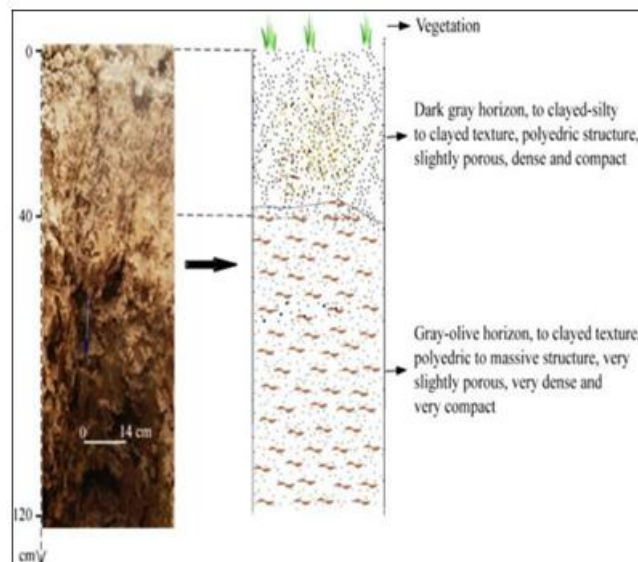 Vegetation
0
Dark gray horizon, to clayed-silty
to clayed texture, polyedric structure,
slightly porous, dense and compact
40
Gray-olive horizon, to clayed texture
polyedric to massive structure, very
slightly porous, very dense and
very compact
0 14 cm
120
cm